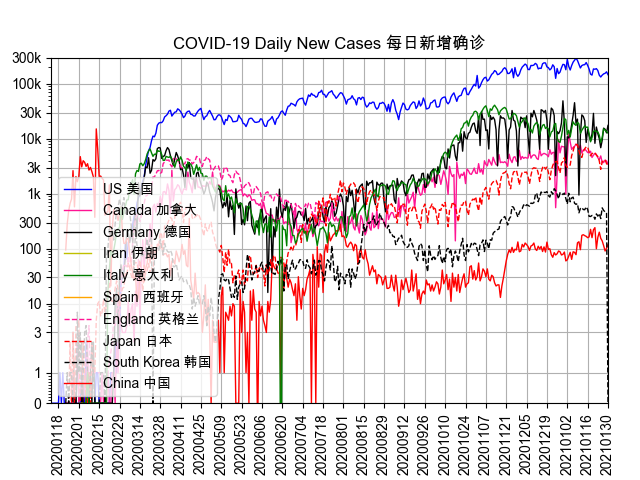 COVID-19 Daily New Cases 每日新增确诊
300k
100k
30k
10k
3k
1k
300
100
30
10
3
1
0
US 美国
Canada 加拿大
Germany 德国
Iran 伊朗
Italy 意大利
Spain 西班牙
England 英格兰
Japan 日本
South Korea 韩国
China 中国
20200118
20200201
20200215
20200229
20200314
20200328
20200411
20200425
20200509
20200523
20200606
20200620
20200704
20200718
20200801
20200815
20200829
20200912
20200926
20201010
20201024
20201107
20201121
20201205
20201219
20210102
20210116
20210130